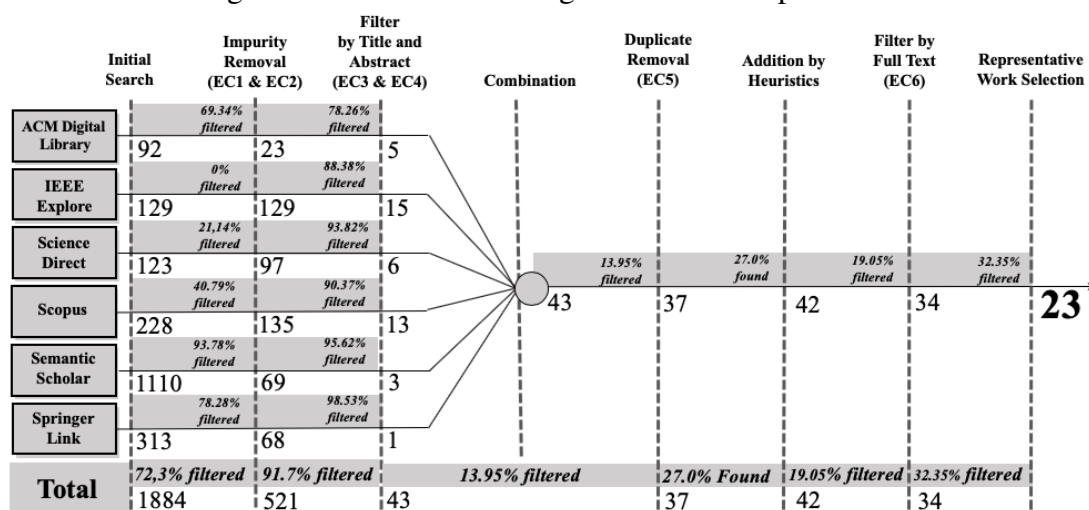 Initial
Search
Impurity
Removal
(EC1 & EC2)
Filter
by Title and
Abstract
(EC3 & EC4)
Combination
Duplicate
Removal
(EC5)
Addition by
Heuristics
Filter by
Full Text
(EC6)
Representative
Work Selection
ACM Digital
Library
69.34%
filtered
78.26%
filtered
92
23
5
IEEE
Explore
0%
filtered
88.38%
filtered
129
129
15
Science
Direct
21,14%
filtered
93.82%
filtered
123
97
6
Scopus
40.79%
filtered
90.37%
filtered
228
135
13
Semantic
Scholar
93.78%
filtered
95.62%
filtered
1110
69
3
Springer
Link
78.28%
filtered
98.53%
filtered
313
68
1
13.95%
filtered
27.0%
found
19.05%
filtered
32.35%
filtered
43
37
42
34
23
Total
72,3% filtered
91.7% filtered
13.95% filtered
27.0% Found
19.05% filtered
32.35% filtered
1884
521
43
37
42
34